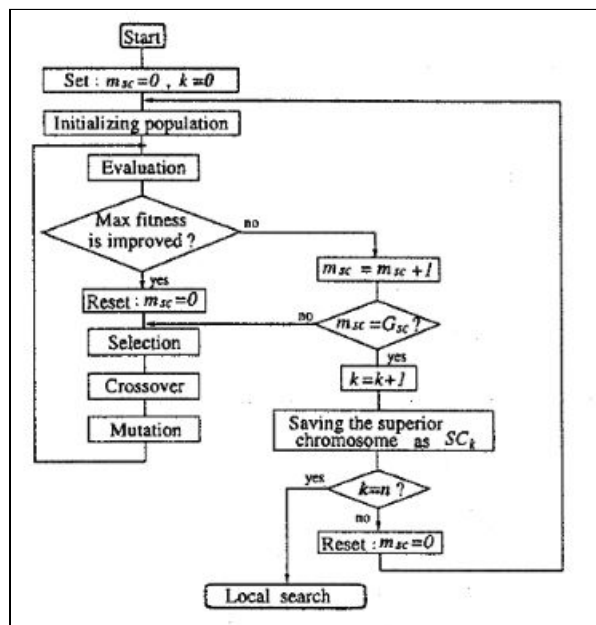 Start
Set : m_sc=0 , k=0
Initializing population
Evaluation
Max fitness
is improved ?
no
yes
m_sc = m_sc+1
Reset : m_sc=0
no
m_sc=G_sc ?
Selection
yes
k=k+1
Crossover
Saving the superior
chromosome as SC_k
Mutation
yes
k=n ?
no
Reset : m_sc=0
Local search